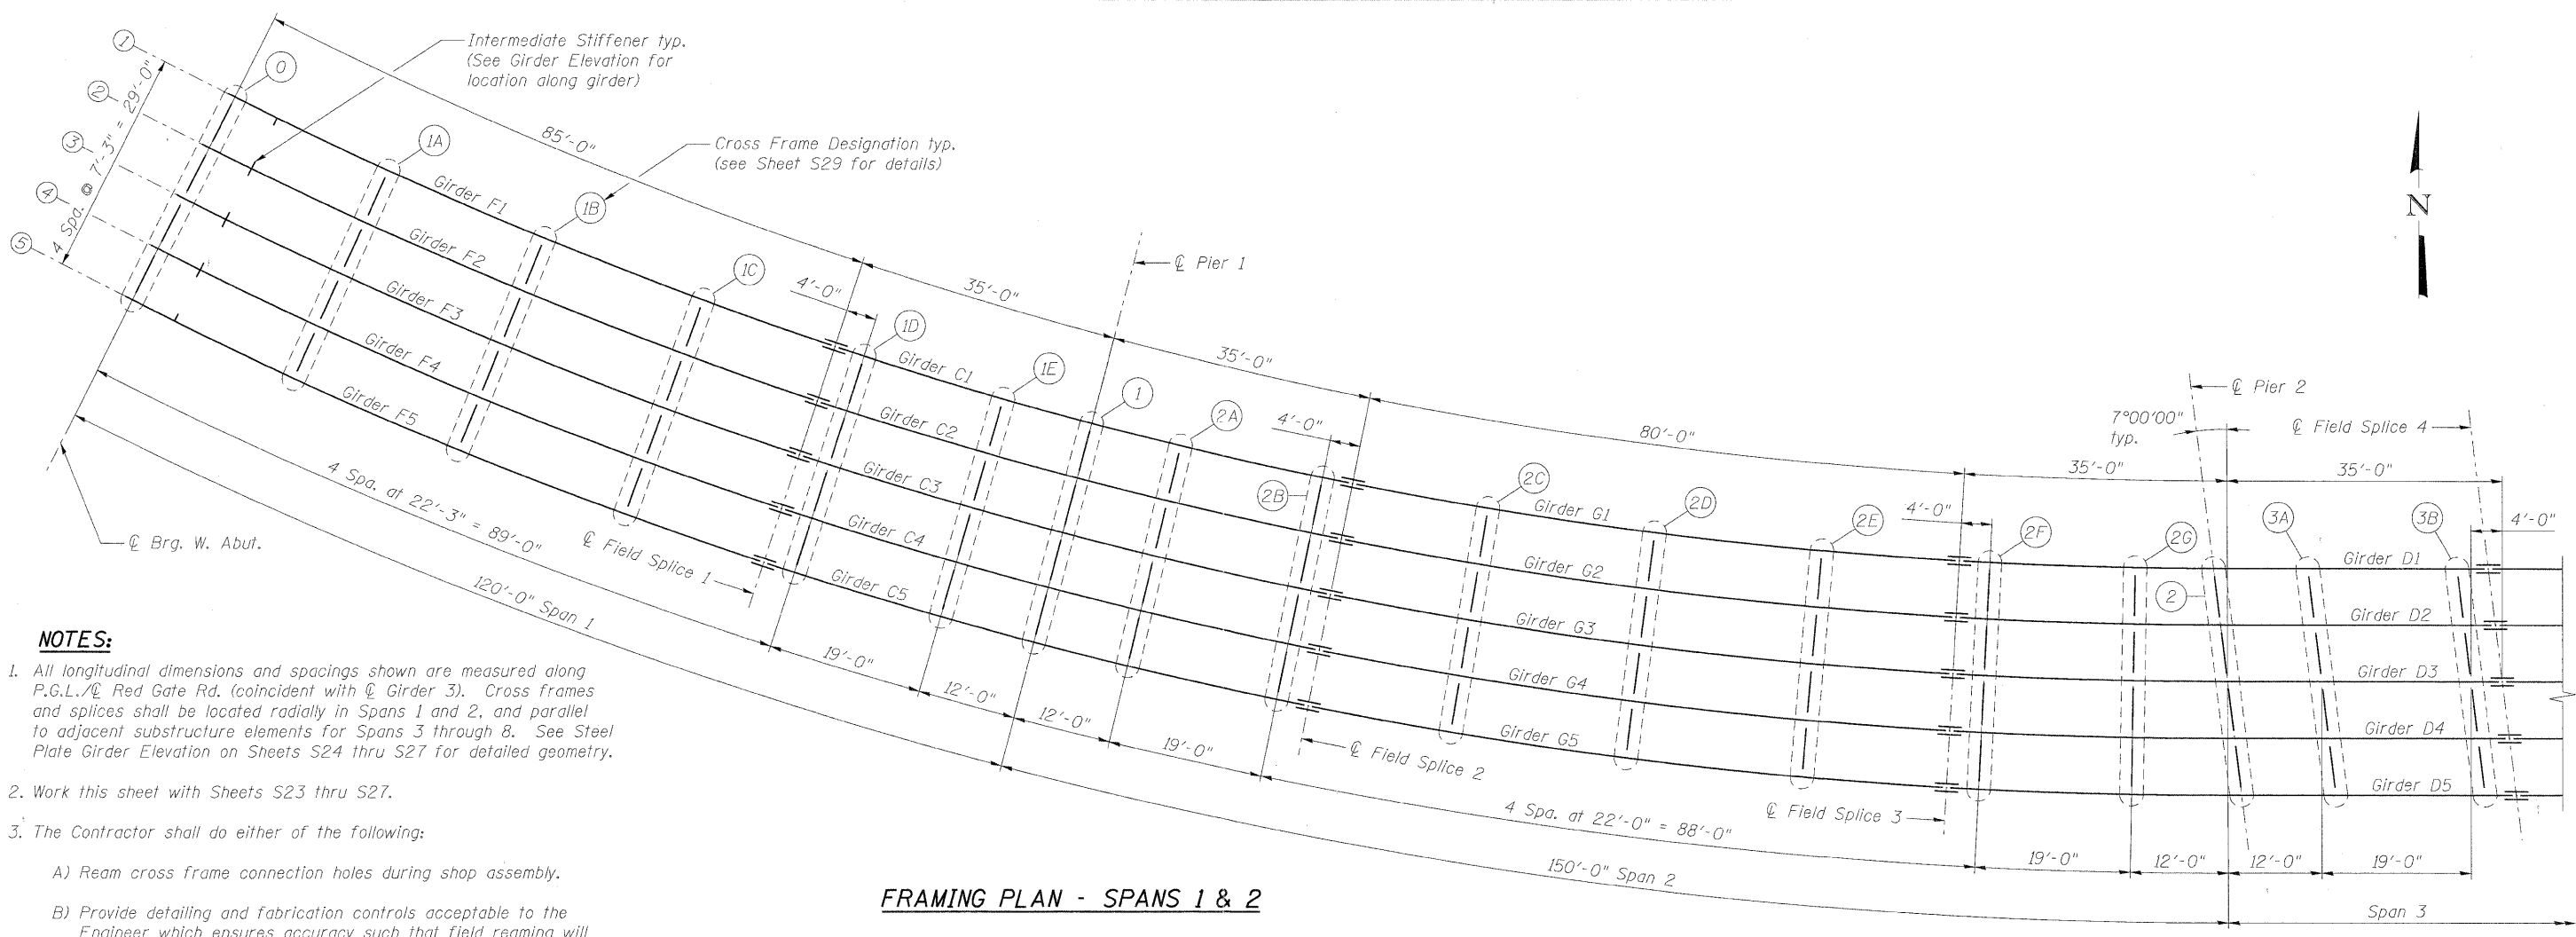 Intermediate Stiffener typ.
(See Girder Elevation for
location along girder)
Cross Frame Designation typ.
(see Sheet S29 for details)
1
2
3
4
5
4 Spa. @ 7'-3" = 29'-0"
0
1A
1B
1C
1D
1E
1
2A
2B
2C
2D
2E
2F
2G
2
3A
3B
85'-0"
35'-0"
35'-0"
80'-0"
35'-0"
35'-0"
4'-0"
4'-0"
4'-0"
4'-0"
℄ Pier 1
℄ Pier 2
7°00'00"
typ.
℄ Field Splice 4
N
Girder F1
Girder F2
Girder F3
Girder F4
Girder F5
Girder C1
Girder C2
Girder C3
Girder C4
Girder C5
Girder G1
Girder G2
Girder G3
Girder G4
Girder G5
Girder D1
Girder D2
Girder D3
Girder D4
Girder D5
℄ Brg. W. Abut.
℄ Field Splice 1
℄ Field Splice 2
℄ Field Splice 3
4 Spa. at 22'-3" = 89'-0"
19'-0"
12'-0"
12'-0"
19'-0"
4 Spa. at 22'-0" = 88'-0"
19'-0"
12'-0"
12'-0"
19'-0"
120'-0" Span 1
150'-0" Span 2
Span 3
NOTES:
1. All longitudinal dimensions and spacings shown are measured along
P.G.L./℄ Red Gate Rd. (coincident with ℄ Girder 3). Cross frames
and splices shall be located radially in Spans 1 and 2, and parallel
to adjacent substructure elements for Spans 3 through 8. See Steel
Plate Girder Elevation on Sheets S24 thru S27 for detailed geometry.
2. Work this sheet with Sheets S23 thru S27.
3. The Contractor shall do either of the following:
A) Ream cross frame connection holes during shop assembly.
B) Provide detailing and fabrication controls acceptable to the
Engineer which ensures accuracy such that field reaming will
FRAMING PLAN - SPANS 1 & 2